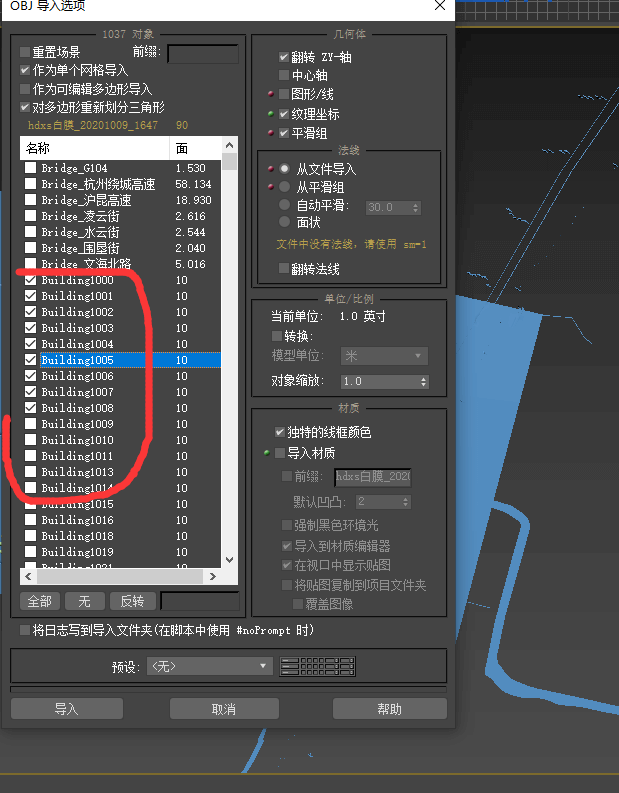 OBJ 导入选项
1037 对象
重置场景 前缀:
作为单个网格导入
作为可编辑多边形导入
对多边形重新划分三角形
hdxs白膜_20201009_1647 90
名称 面
Bridge_G104 1.530
Bridge_杭州绕城高速 58.134
Bridge_沪昆高速 18.930
Bridge_凌云街 2.616
Bridge_水云街 2.544
Bridge_围垦街 2.040
Bridge_文海北路 5.016
Building1000 10
Building1001 10
Building1002 10
Building1003 10
Building1004 10
Building1005 10
Building1006 10
Building1007 10
Building1008 10
Building1009 10
Building1010 10
Building1011 10
Building1013 10
Building1014 10
Building1015 10
Building1016 10
Building1018 10
Building1019 10
全部 无 反转
几何体
翻转 ZY-轴
中心轴
图形/线
纹理坐标
平滑组
法线
从文件导入
从平滑组
自动平滑: 30.0
面状
文件中没有法线，请使用 sm=1
翻转法线
单位/比例
当前单位: 1.0 英寸
转换:
模型单位: 米
对象缩放: 1.0
材质
独特的线框颜色
导入材质
前缀: hdxs白膜_202
默认凹凸: 2
强制黑色环境光
导入到材质编辑器
在视口中显示贴图
将贴图复制到项目文件夹
覆盖图像
将日志写到导入文件夹(在脚本中使用 #noPrompt 时)
预设: <无>
导入 取消 帮助